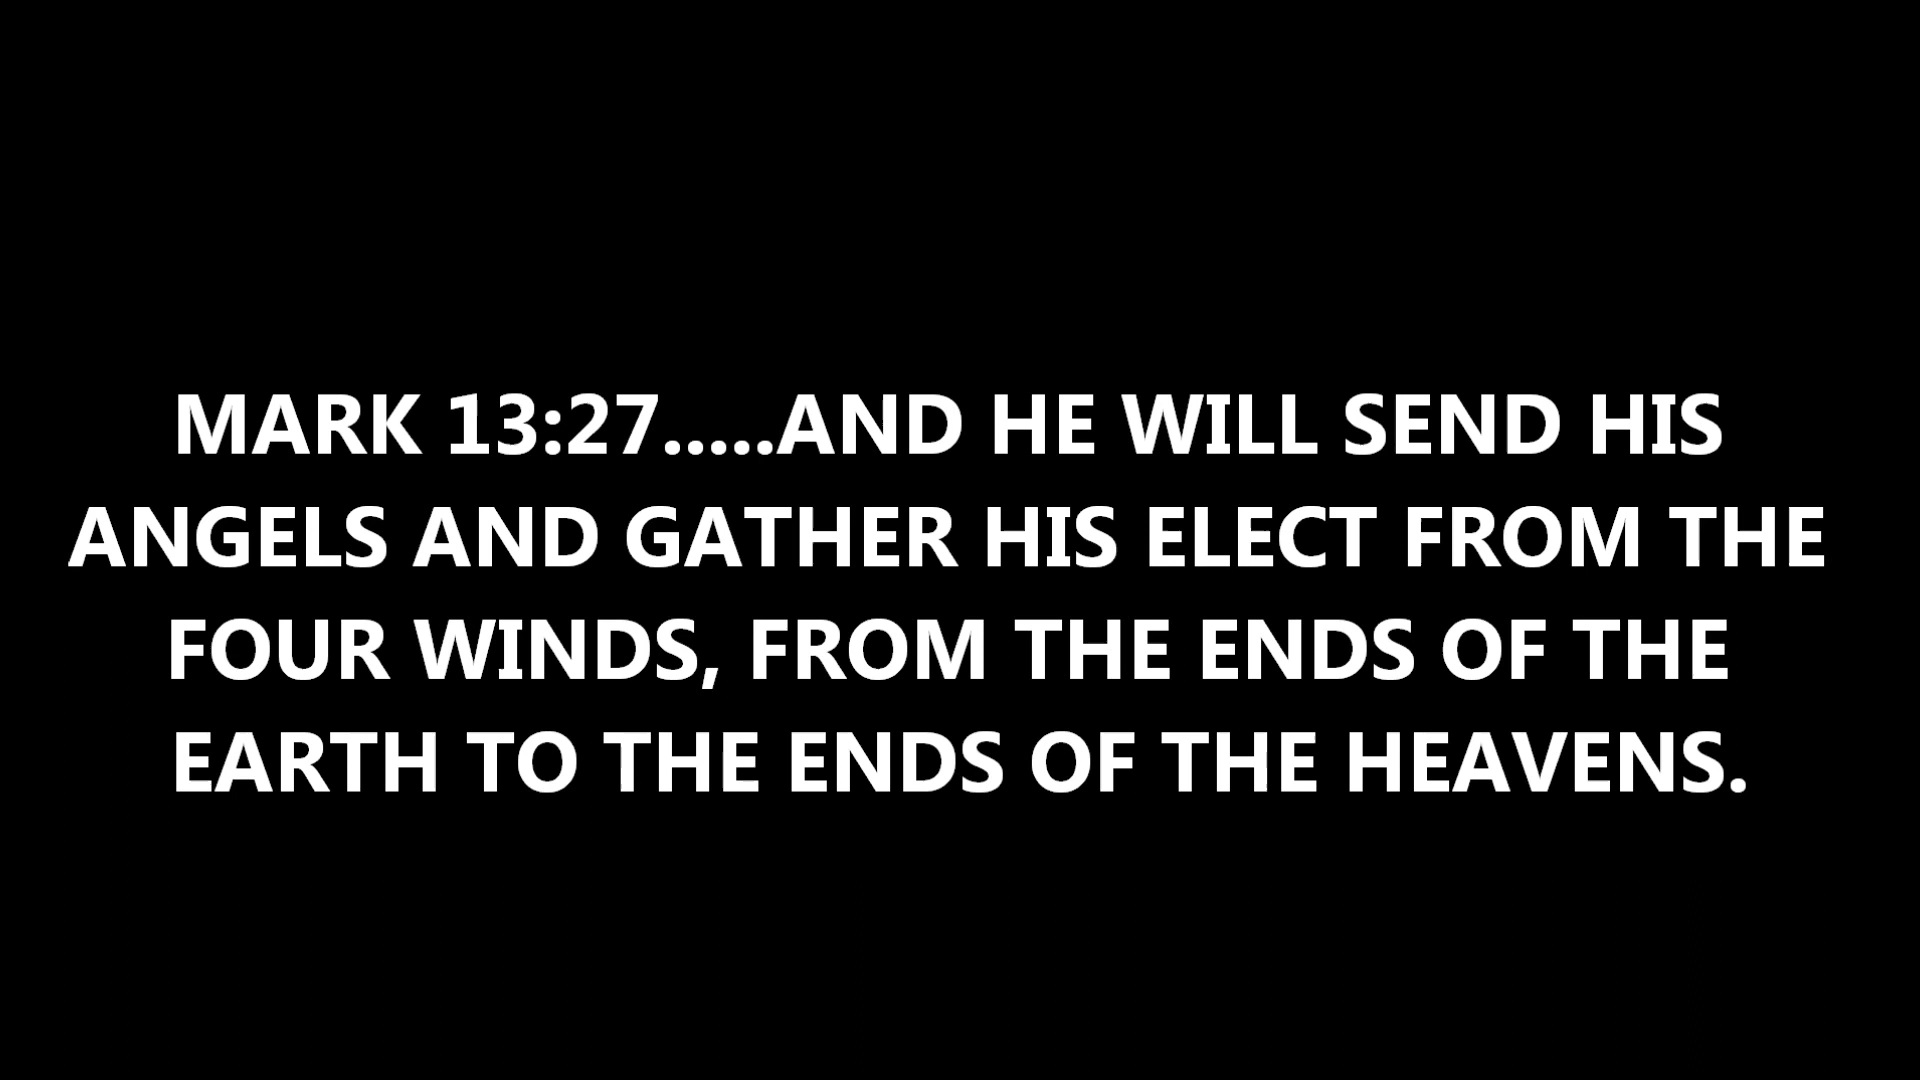 MARK 13:27.....AND HE WILL SEND HIS
ANGELS AND GATHER HIS ELECT FROM THE
FOUR WINDS, FROM THE ENDS OF THE
EARTH TO THE ENDS OF THE HEAVENS.